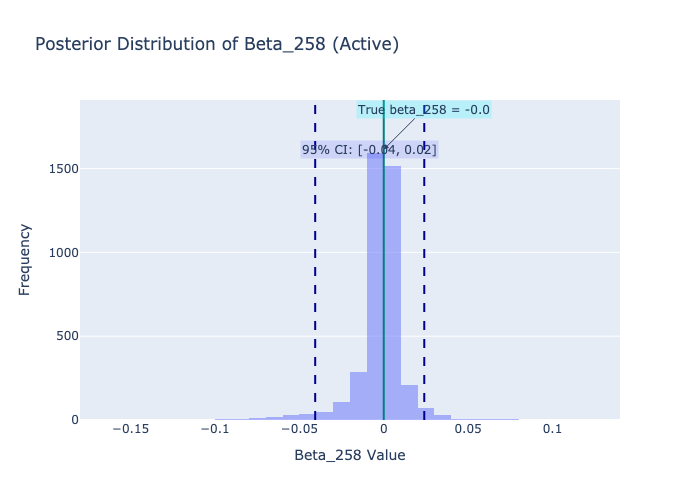 Posterior Distribution of Beta_258 (Active)
True beta_258 = -0.0
95% CI: [-0.04, 0.02]
1500
1000
500
0
Frequency
−0.15
−0.1
−0.05
0
0.05
0.1
Beta_258 Value